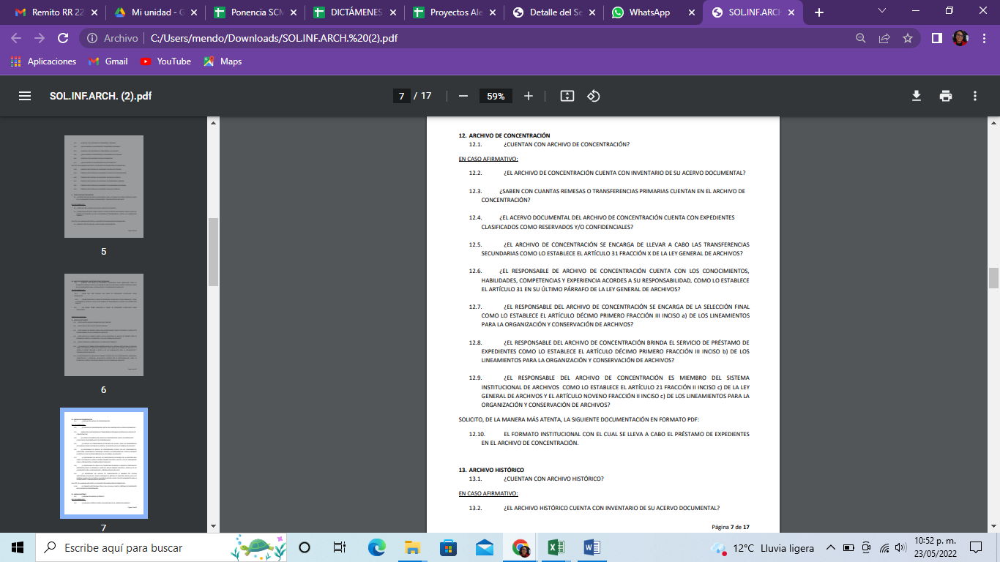 Remito RR 22
Mi unidad - G
Ponencia SCM
DICTÁMENES
Proyectos Ale
Detalle del Se
WhatsApp
SOL.INF.ARCH
Archivo C:/Users/mendo/Downloads/SOL.INF.ARCH.%20(2).pdf
Aplicaciones Gmail YouTube Maps
SOL.INF.ARCH. (2).pdf
7 / 17
59%
5
6
7
12. ARCHIVO DE CONCENTRACIÓN
12.1. ¿CUENTAN CON ARCHIVO DE CONCENTRACIÓN?
EN CASO AFIRMATIVO:
12.2. ¿EL ARCHIVO DE CONCENTRACIÓN CUENTA CON INVENTARIO DE SU ACERVO DOCUMENTAL?
12.3. ¿SABEN CON CUANTAS REMESAS O TRANSFERENCIAS PRIMARIAS CUENTAN EN EL ARCHIVO DE
CONCENTRACIÓN?
12.4. ¿EL ACERVO DOCUMENTAL DEL ARCHIVO DE CONCENTRACIÓN CUENTA CON EXPEDIENTES
CLASIFICADOS COMO RESERVADOS Y/O CONFIDENCIALES?
12.5. ¿EL ARCHIVO DE CONCENTRACIÓN SE ENCARGA DE LLEVAR A CABO LAS TRANSFERENCIAS
SECUNDARIAS COMO LO ESTABLECE EL ARTÍCULO 31 FRACCIÓN X DE LA LEY GENERAL DE ARCHIVOS?
12.6. ¿EL RESPONSABLE DE ARCHIVO DE CONCENTRACIÓN CUENTA CON LOS CONOCIMIENTOS,
HABILIDADES, COMPETENCIAS Y EXPERIENCIA ACORDES A SU RESPONSABILIDAD, COMO LO ESTABLECE
EL ARTÍCULO 31 EN SU ÚLTIMO PÁRRAFO DE LA LEY GENERAL DE ARCHIVOS?
12.7. ¿EL RESPONSABLE DEL ARCHIVO DE CONCENTRACIÓN SE ENCARGA DE LA SELECCIÓN FINAL
COMO LO ESTABLECE EL ARTÍCULO DÉCIMO PRIMERO FRACCIÓN III INCISO a) DE LOS LINEAMIENTOS
PARA LA ORGANIZACIÓN Y CONSERVACIÓN DE ARCHIVOS?
12.8. ¿EL RESPONSABLE DEL ARCHIVO DE CONCENTRACIÓN BRINDA EL SERVICIO DE PRÉSTAMO DE
EXPEDIENTES COMO LO ESTABLECE EL ARTÍCULO DÉCIMO PRIMERO FRACCIÓN III INCISO b) DE LOS
LINEAMIENTOS PARA LA ORGANIZACIÓN Y CONSERVACIÓN DE ARCHIVOS?
12.9. ¿EL RESPONSABLE DEL ARCHIVO DE CONCENTRACIÓN ES MIEMBRO DEL SISTEMA
INSTITUCIONAL DE ARCHIVOS COMO LO ESTABLECE EL ARTÍCULO 21 FRACCIÓN II INCISO c) DE LA LEY
GENERAL DE ARCHIVOS Y EL ARTÍCULO NOVENO FRACCIÓN II INCISO c) DE LOS LINEAMIENTOS PARA LA
ORGANIZACIÓN Y CONSERVACIÓN DE ARCHIVOS?
SOLICITO, DE LA MANERA MÁS ATENTA, LA SIGUIENTE DOCUMENTACIÓN EN FORMATO PDF:
12.10. EL FORMATO INSTITUCIONAL CON EL CUAL SE LLEVA A CABO EL PRÉSTAMO DE EXPEDIENTES
EN EL ARCHIVO DE CONCENTRACIÓN.
13. ARCHIVO HISTÓRICO
13.1. ¿CUENTAN CON ARCHIVO HISTÓRICO?
EN CASO AFIRMATIVO:
13.2. ¿EL ARCHIVO HISTÓRICO CUENTA CON INVENTARIO DE SU ACERVO DOCUMENTAL?
Página 7 de 17
Escribe aquí para buscar
12°C Lluvia ligera
10:52 p. m.
23/05/2022